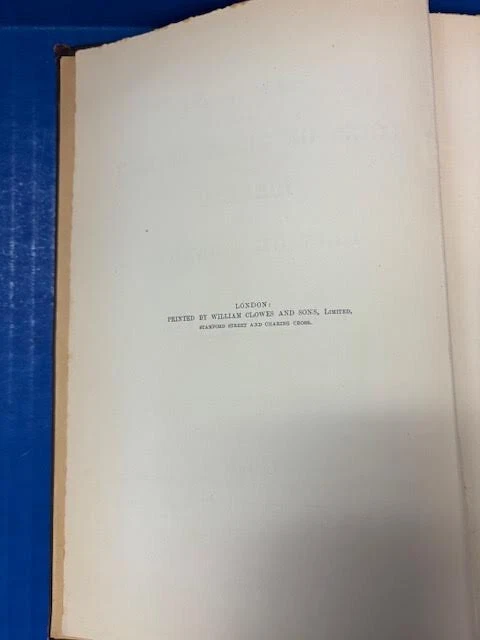 LONDON:
PRINTED BY WILLIAM CLOWES AND SONS, LIMITED,
STAMFORD STREET AND CHARING CROSS.